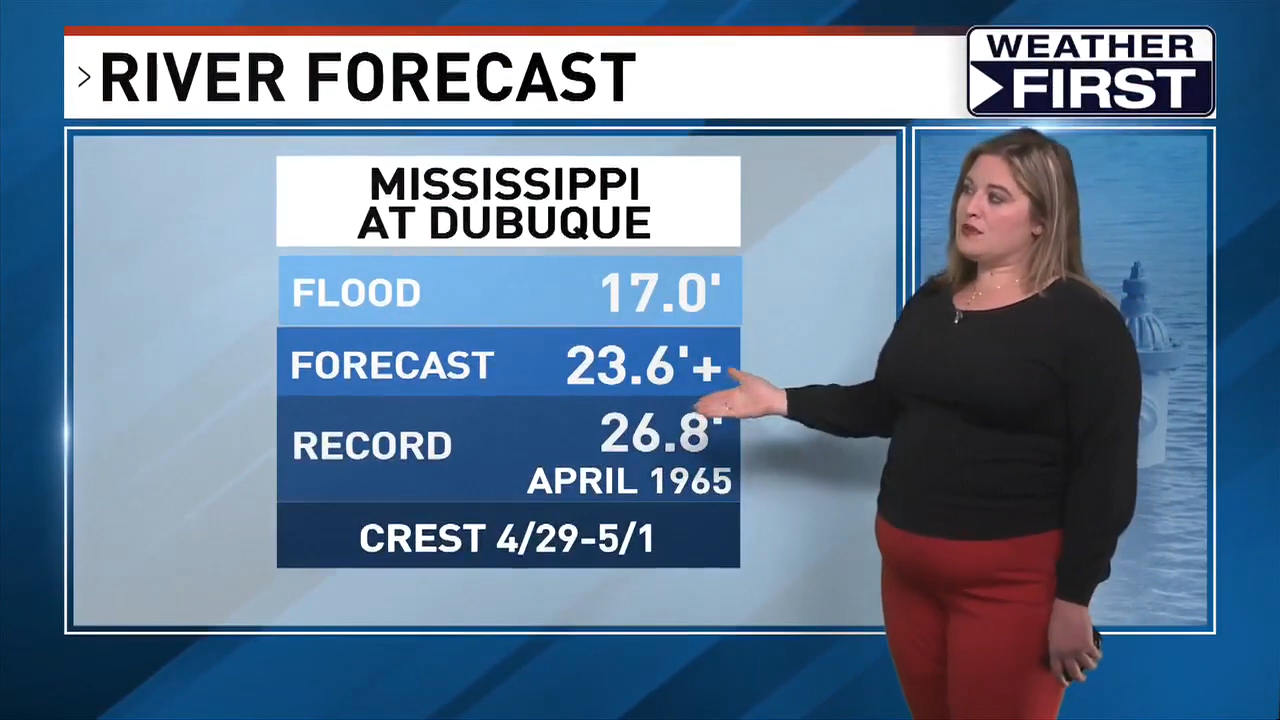 >RIVER FORECAST
WEATHER
FIRST
MISSISSIPPI
AT DUBUQUE
FLOOD 17.0'
FORECAST 23.6'+
RECORD 26.8'
APRIL 1965
CREST 4/29-5/1